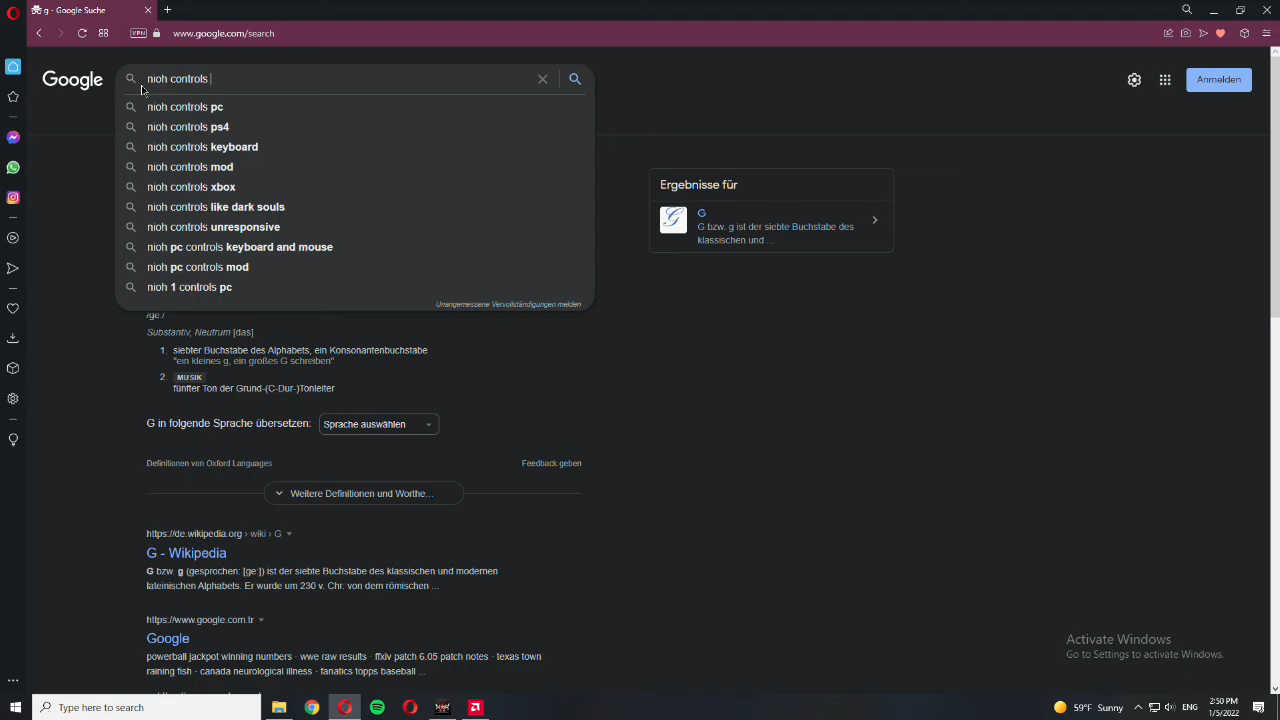 g - Google Suche
VPN
www.google.com/search
Google
nioh controls
Anmelden
nioh controls pc
nioh controls ps4
nioh controls keyboard
nioh controls mod
nioh controls xbox
nioh controls like dark souls
nioh controls unresponsive
nioh pc controls keyboard and mouse
nioh pc controls mod
nioh 1 controls pc
Unangemessene Vervollständigungen melden
Ergebnisse für
G
G bzw. g ist der siebte Buchstabe des
klassischen und ...
/geː/
Substantiv, Neutrum [das]
1. siebter Buchstabe des Alphabets, ein Konsonantenbuchstabe
"ein kleines g, ein großes G schreiben"
2. MUSIK
fünfter Ton der Grund-(C-Dur-)Tonleiter
G in folgende Sprache übersetzen: Sprache auswählen
Definitionen von Oxford Languages
Feedback geben
Weitere Definitionen und Worthe...
https://de.wikipedia.org › wiki › G
G - Wikipedia
G bzw. g (gesprochen: [geː]) ist der siebte Buchstabe des klassischen und modernen
lateinischen Alphabets. Er wurde um 230 v. Chr. von dem römischen ...
https://www.google.com.tr
Google
powerball jackpot winning numbers · wwe raw results · ffxiv patch 6.05 patch notes · texas town
raining fish · canada neurological illness · fanatics topps baseball ...
Activate Windows
Go to Settings to activate Windows.
Type here to search
59°F Sunny
ENG
2:50 PM
1/5/2022